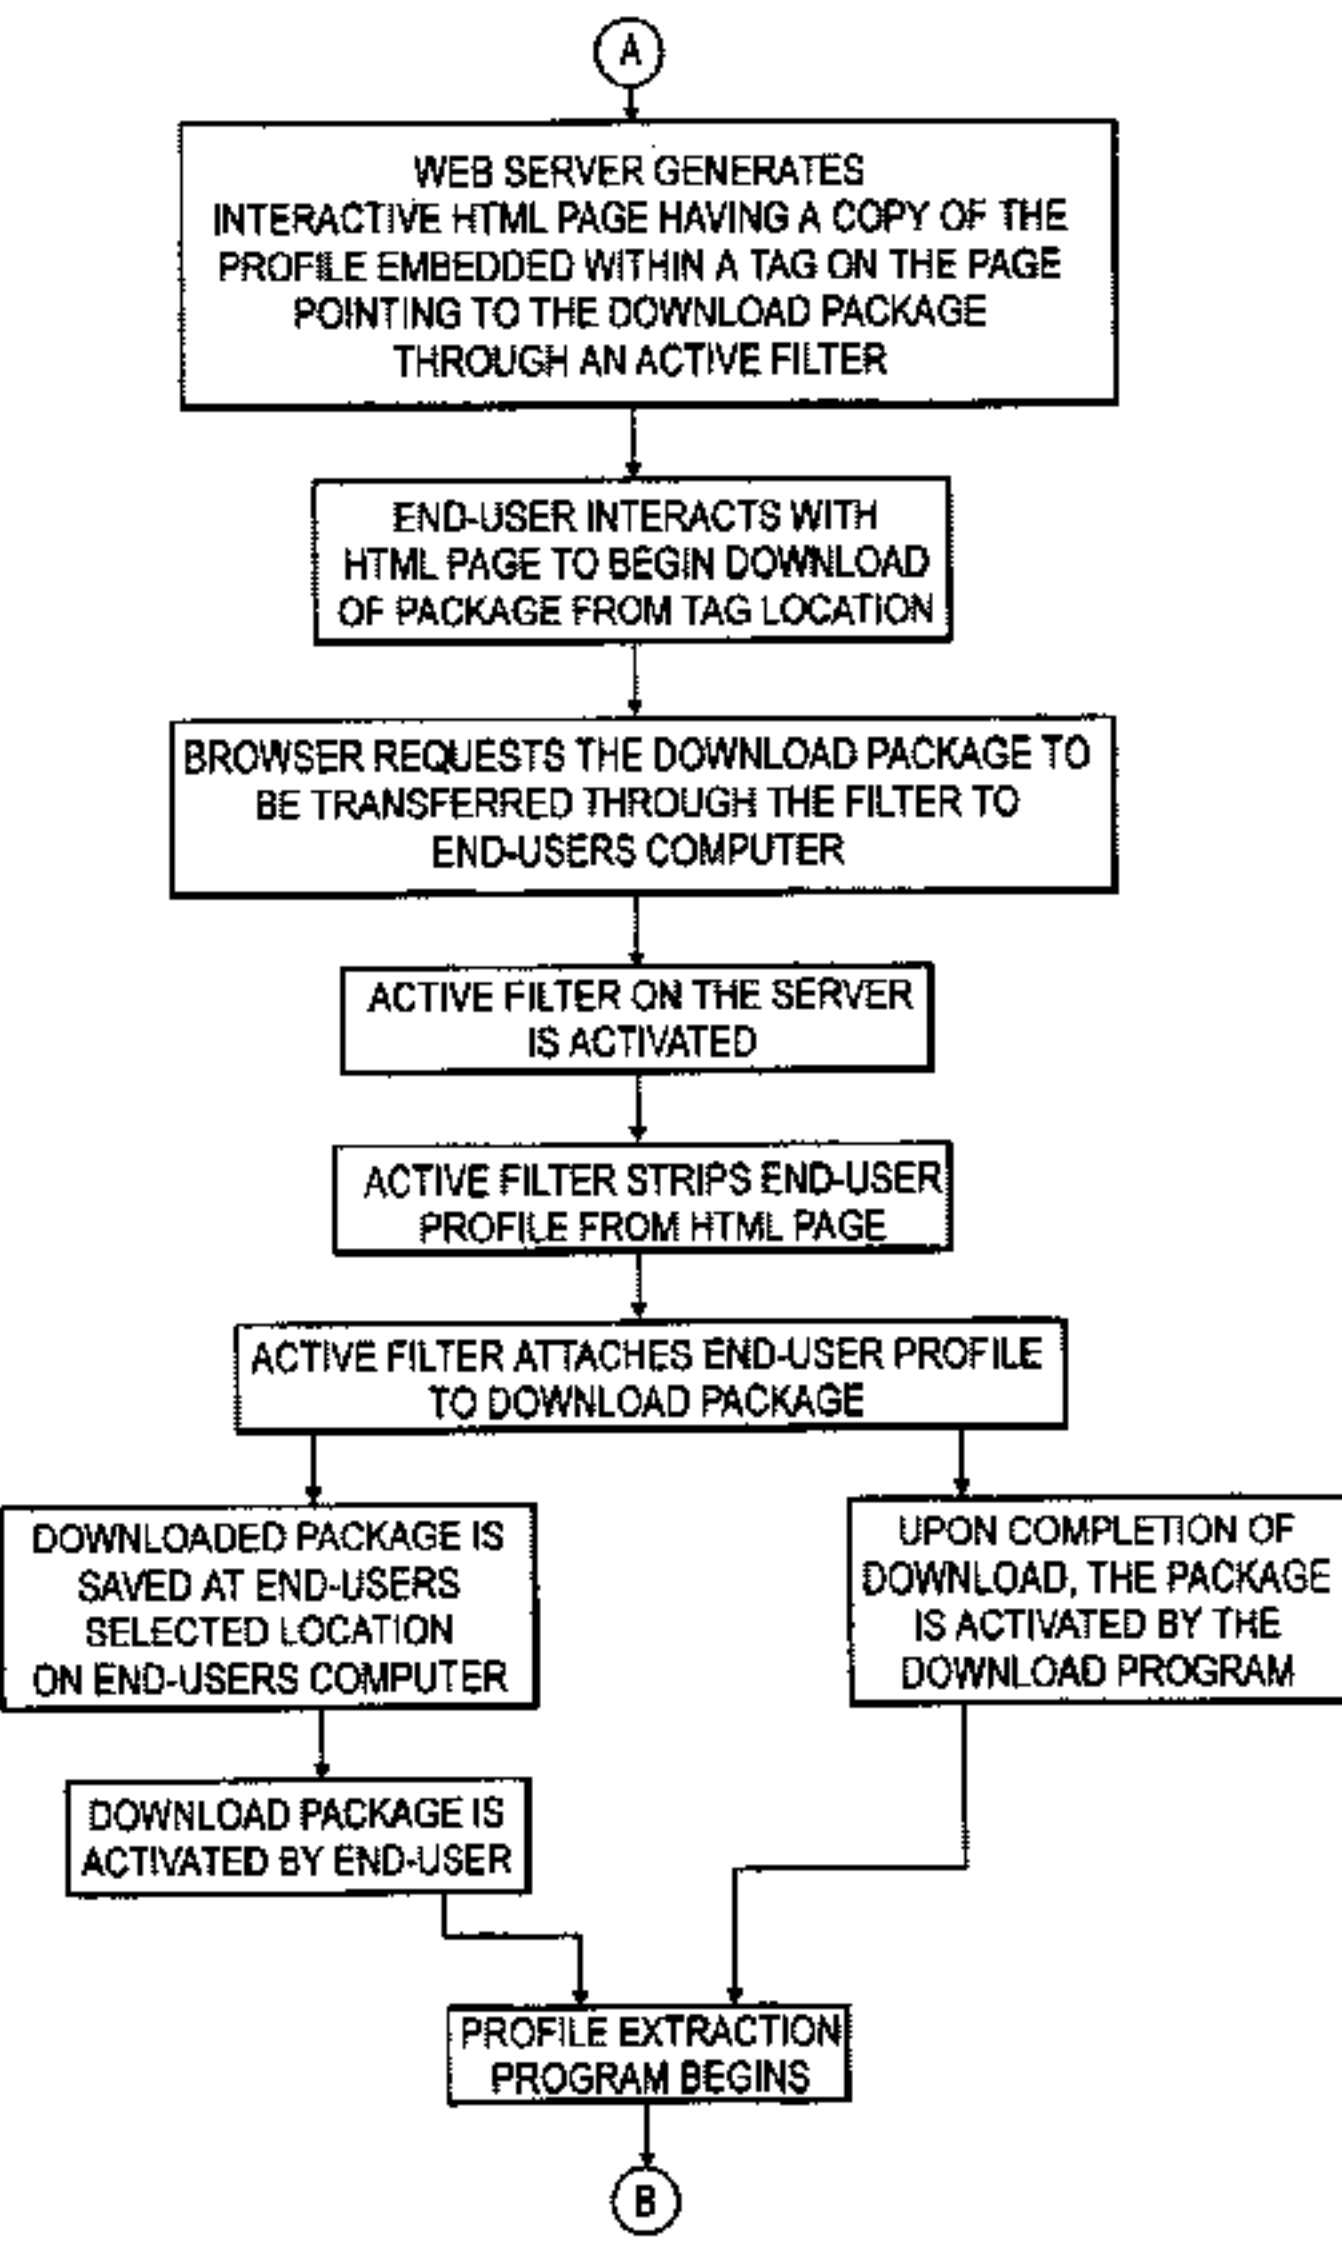 A
WEB SERVER GENERATES
INTERACTIVE HTML PAGE HAVING A COPY OF THE
PROFILE EMBEDDED WITHIN A TAG ON THE PAGE
POINTING TO THE DOWNLOAD PACKAGE
THROUGH AN ACTIVE FILTER
END-USER INTERACTS WITH
HTML PAGE TO BEGIN DOWNLOAD
OF PACKAGE FROM TAG LOCATION
BROWSER REQUESTS THE DOWNLOAD PACKAGE TO
BE TRANSFERRED THROUGH THE FILTER TO
END-USERS COMPUTER
ACTIVE FILTER ON THE SERVER
IS ACTIVATED
ACTIVE FILTER STRIPS END-USER
PROFILE FROM HTML PAGE
ACTIVE FILTER ATTACHES END-USER PROFILE
TO DOWNLOAD PACKAGE
DOWNLOADED PACKAGE IS
SAVED AT END-USERS
SELECTED LOCATION
ON END-USERS COMPUTER
UPON COMPLETION OF
DOWNLOAD, THE PACKAGE
IS ACTIVATED BY THE
DOWNLOAD PROGRAM
DOWNLOAD PACKAGE IS
ACTIVATED BY END-USER
PROFILE EXTRACTION
PROGRAM BEGINS
B